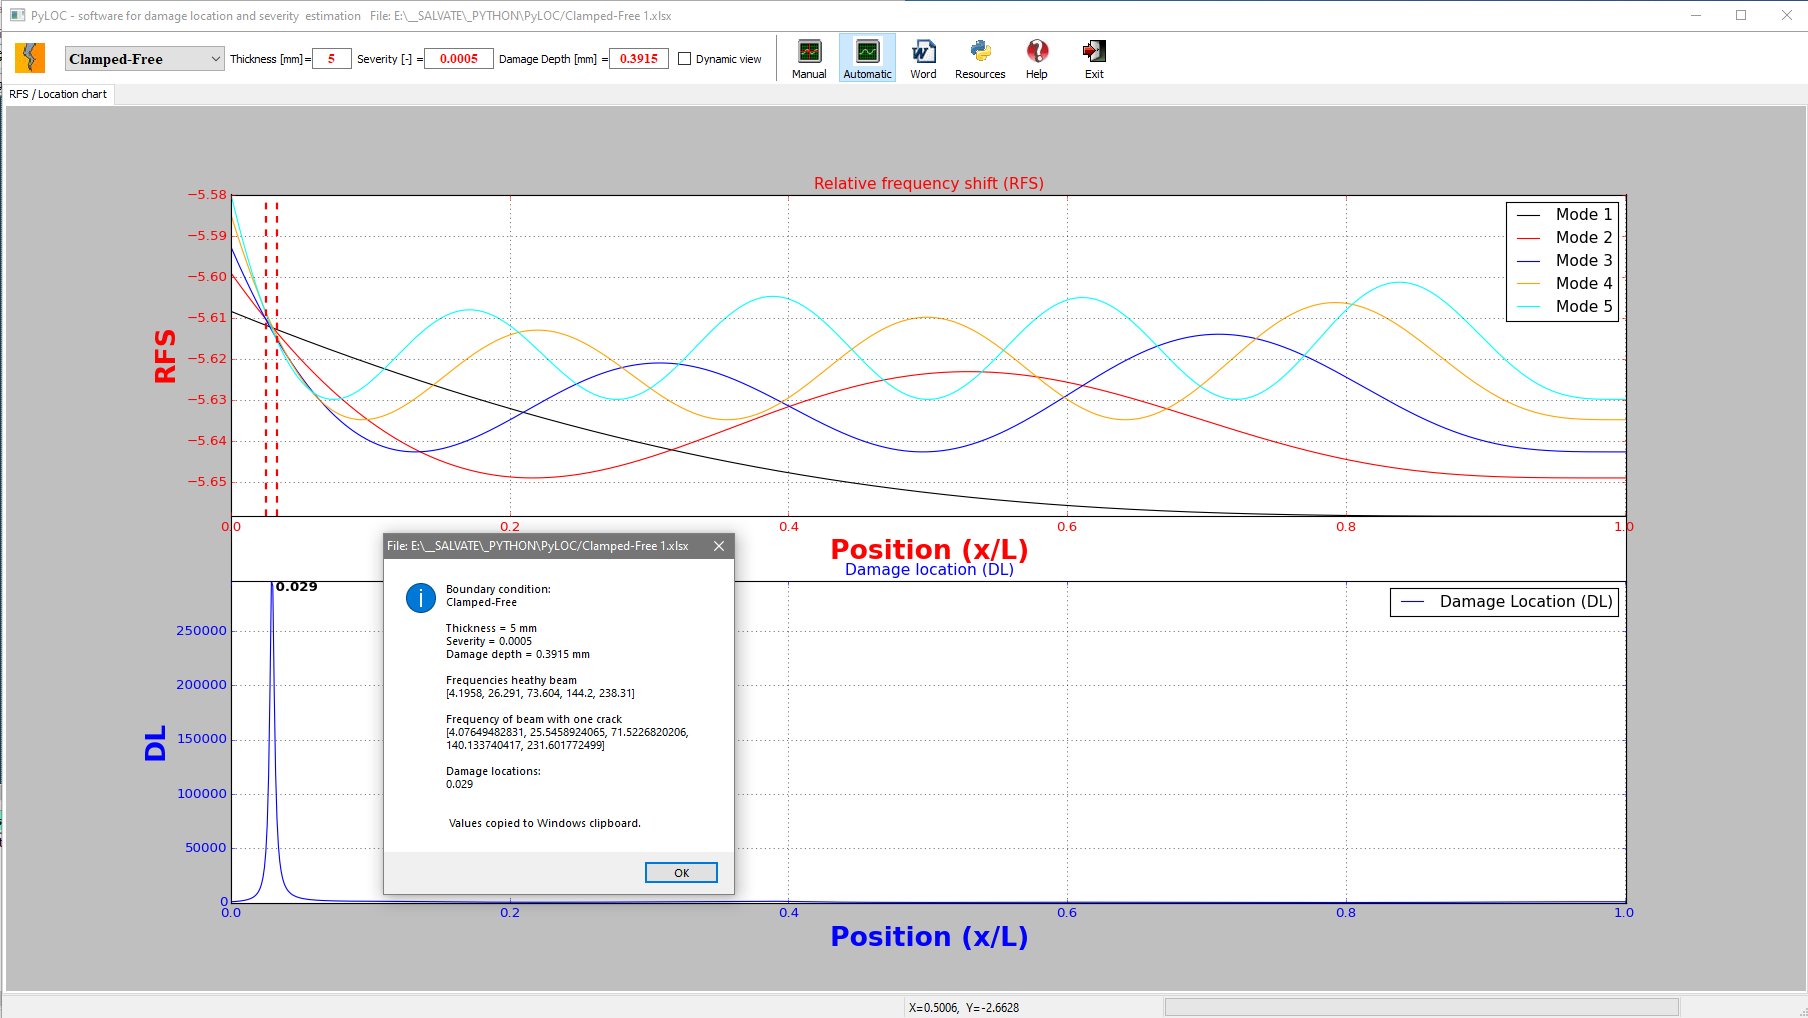 PyLOC - software for damage location and severity estimation File: E:\__SALVATE\_PYTHON\PyLOC/Clamped-Free 1.xlsx
Clamped-Free Thickness [mm]= 5 Severity [-] = 0.0005 Damage Depth [mm] = 0.3915 Dynamic view
Manual Automatic Word Resources Help Exit
RFS / Location chart
Relative frequency shift (RFS)
−5.58
−5.59
−5.60
−5.61
−5.62
−5.63
−5.64
−5.65
RFS
Mode 1
Mode 2
Mode 3
Mode 4
Mode 5
0.0 0.2 0.4 0.6 0.8 1.0
Position (x/L)
Damage location (DL)
0.029
Damage Location (DL)
250000
200000
150000
100000
50000
0
DL
0.0 0.2 0.4 0.6 0.8 1.0
Position (x/L)
File: E:\__SALVATE\_PYTHON\PyLOC/Clamped-Free 1.xlsx
Boundary condition:
Clamped-Free
Thickness = 5 mm
Severity = 0.0005
Damage depth = 0.3915 mm
Frequencies heathy beam
[4.1958, 26.291, 73.604, 144.2, 238.31]
Frequency of beam with one crack
[4.07649482831, 25.5458924065, 71.5226820206,
140.133740417, 231.601772499]
Damage locations:
0.029
Values copied to Windows clipboard.
OK
X=0.5006, Y=-2.6628